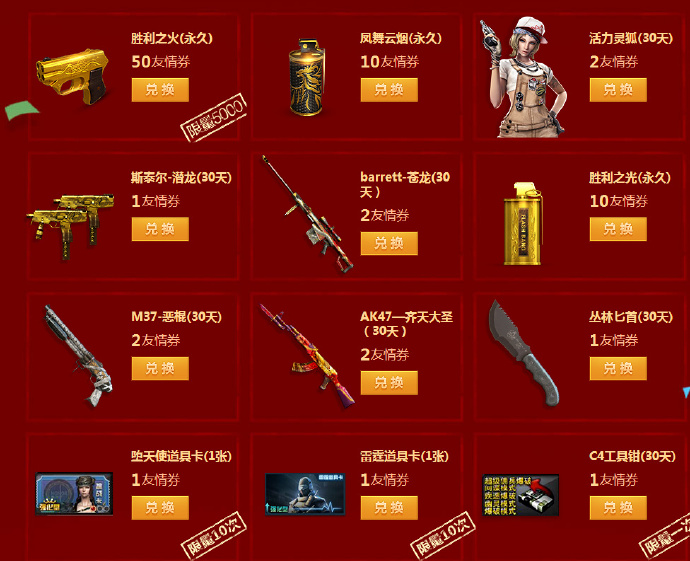 胜利之火(永久)
50友情券
兑换
限量5000
凤舞云烟(永久)
10友情券
兑换
活力灵狐(30天)
2友情券
兑换
斯泰尔-潜龙(30天)
1友情券
兑换
barrett-苍龙(30
天)
2友情券
兑换
胜利之光(永久)
10友情券
兑换
M37-恶棍(30天)
2友情券
兑换
AK47—齐天大圣
(30天)
2友情券
兑换
丛林匕首(30天)
1友情券
兑换
堕天使道具卡(1张)
1友情券
兑换
限量10次
雷霆道具卡(1张)
1友情券
兑换
限量10次
C4工具钳(30天)
1友情券
兑换
限量一次